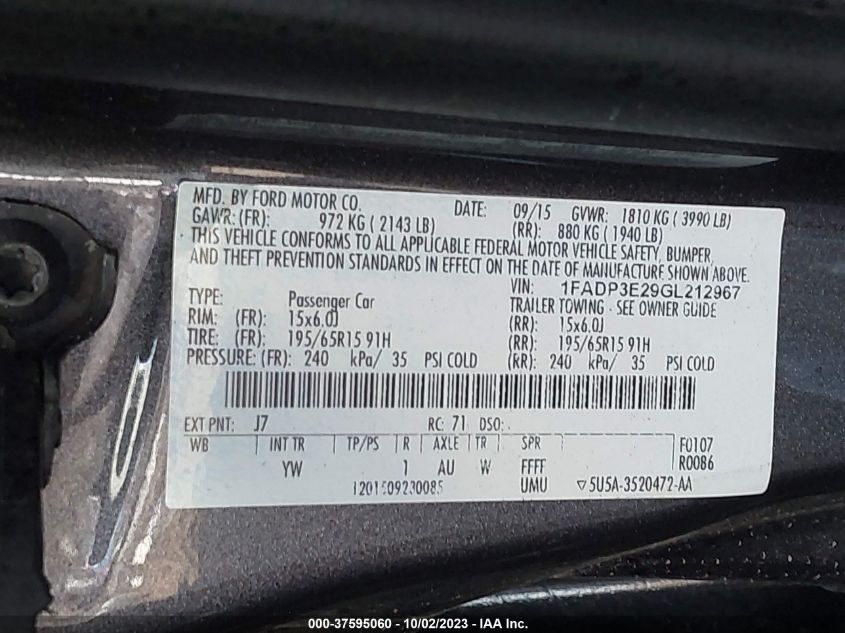 MFD. BY FORD MOTOR CO. DATE: 09/15 GVWR: 1810 KG ( 3990 LB)
GAWR: (FR): 972 KG ( 2143 LB) (RR): 880 KG ( 1940 LB)
THIS VEHICLE CONFORMS TO ALL APPLICABLE FEDERAL MOTOR VEHICLE SAFETY, BUMPER,
AND THEFT PREVENTION STANDARDS IN EFFECT ON THE DATE OF MANUFACTURE SHOWN ABOVE.
VIN: 1FADP3E29GL212967
TYPE: Passenger Car TRAILER TOWING - SEE OWNER GUIDE
RIM: (FR): 15x6.0J (RR): 15x6.0J
TIRE: (FR): 195/65R15 91H (RR): 195/65R15 91H
PRESSURE: (FR): 240 kPa/ 35 PSI COLD (RR): 240 kPa/ 35 PSI COLD
EXT PNT: J7 RC: 71 DSO:
WB INT TR TP/PS R AXLE TR SPR F0107
YW 1 AU W FFFF R0086
1201509230085 UMU ▽5U5A-3520472-AA
000-37595060 - 10/02/2023 - IAA Inc.